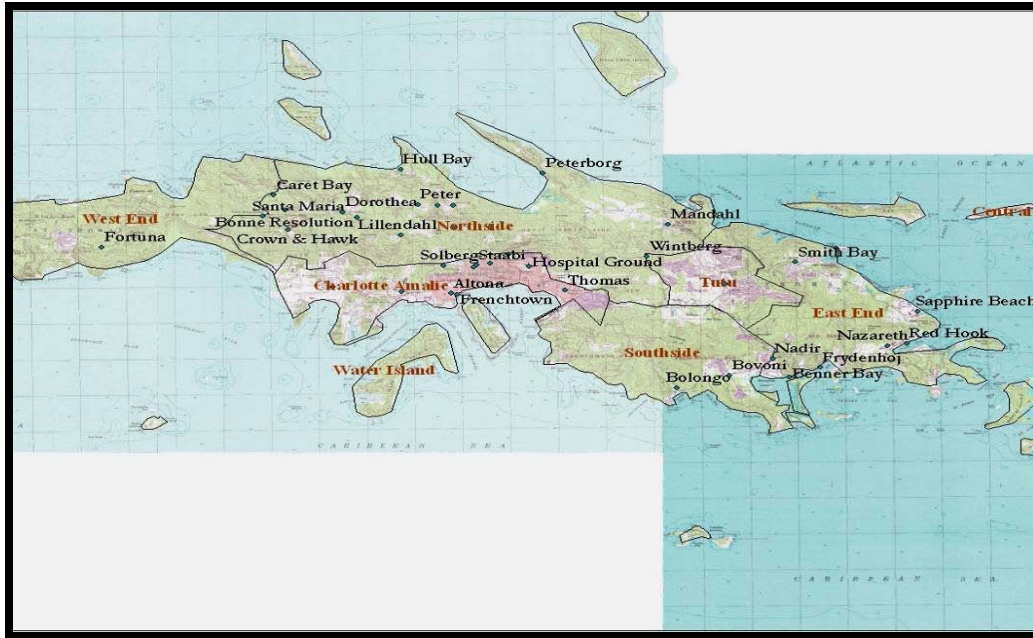 Hull Bay
Peterborg
ATLANTIC OCEAN
Caret Bay
Santa Maria
Dorothea
Peter
West End
Bonne Resolution
Lillendahl
Northside
Mandahl
Central
Fortuna
Crown & Hawk
Wintberg
Smith Bay
Solberg
Staabi
Hospital Ground
Charlotte Amalie
Altona
Thomas
Tutu
Frenchtown
East End
Sapphire Beach
Nazareth
Red Hook
Southside
Nadir
Frydenhoj
Water Island
Bovoni
Benner Bay
Bolongo
CARIBBEAN SEA
CARIBBEAN SEA